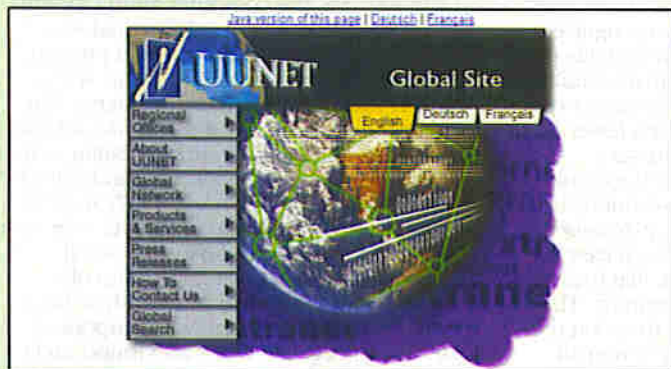 Java version of this page | Deutsch | Français
UUNET
Global Site
English
Deutsch
Français
Regional
Offices
About
UUNET
Global
Network
Products
& Services
Press
Releases
How To
Contact Us
Global
Search